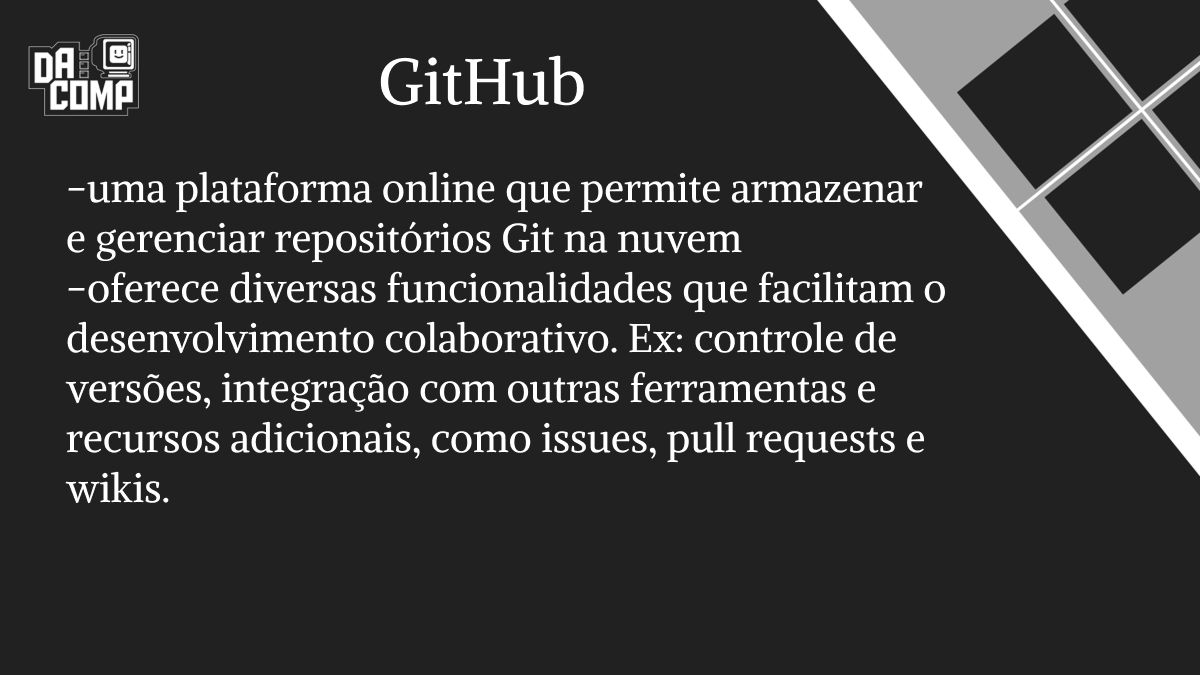 DA
COMP
GitHub
-uma plataforma online que permite armazenar
e gerenciar repositórios Git na nuvem
-oferece diversas funcionalidades que facilitam o
desenvolvimento colaborativo. Ex: controle de
versões, integração com outras ferramentas e
recursos adicionais, como issues, pull requests e
wikis.